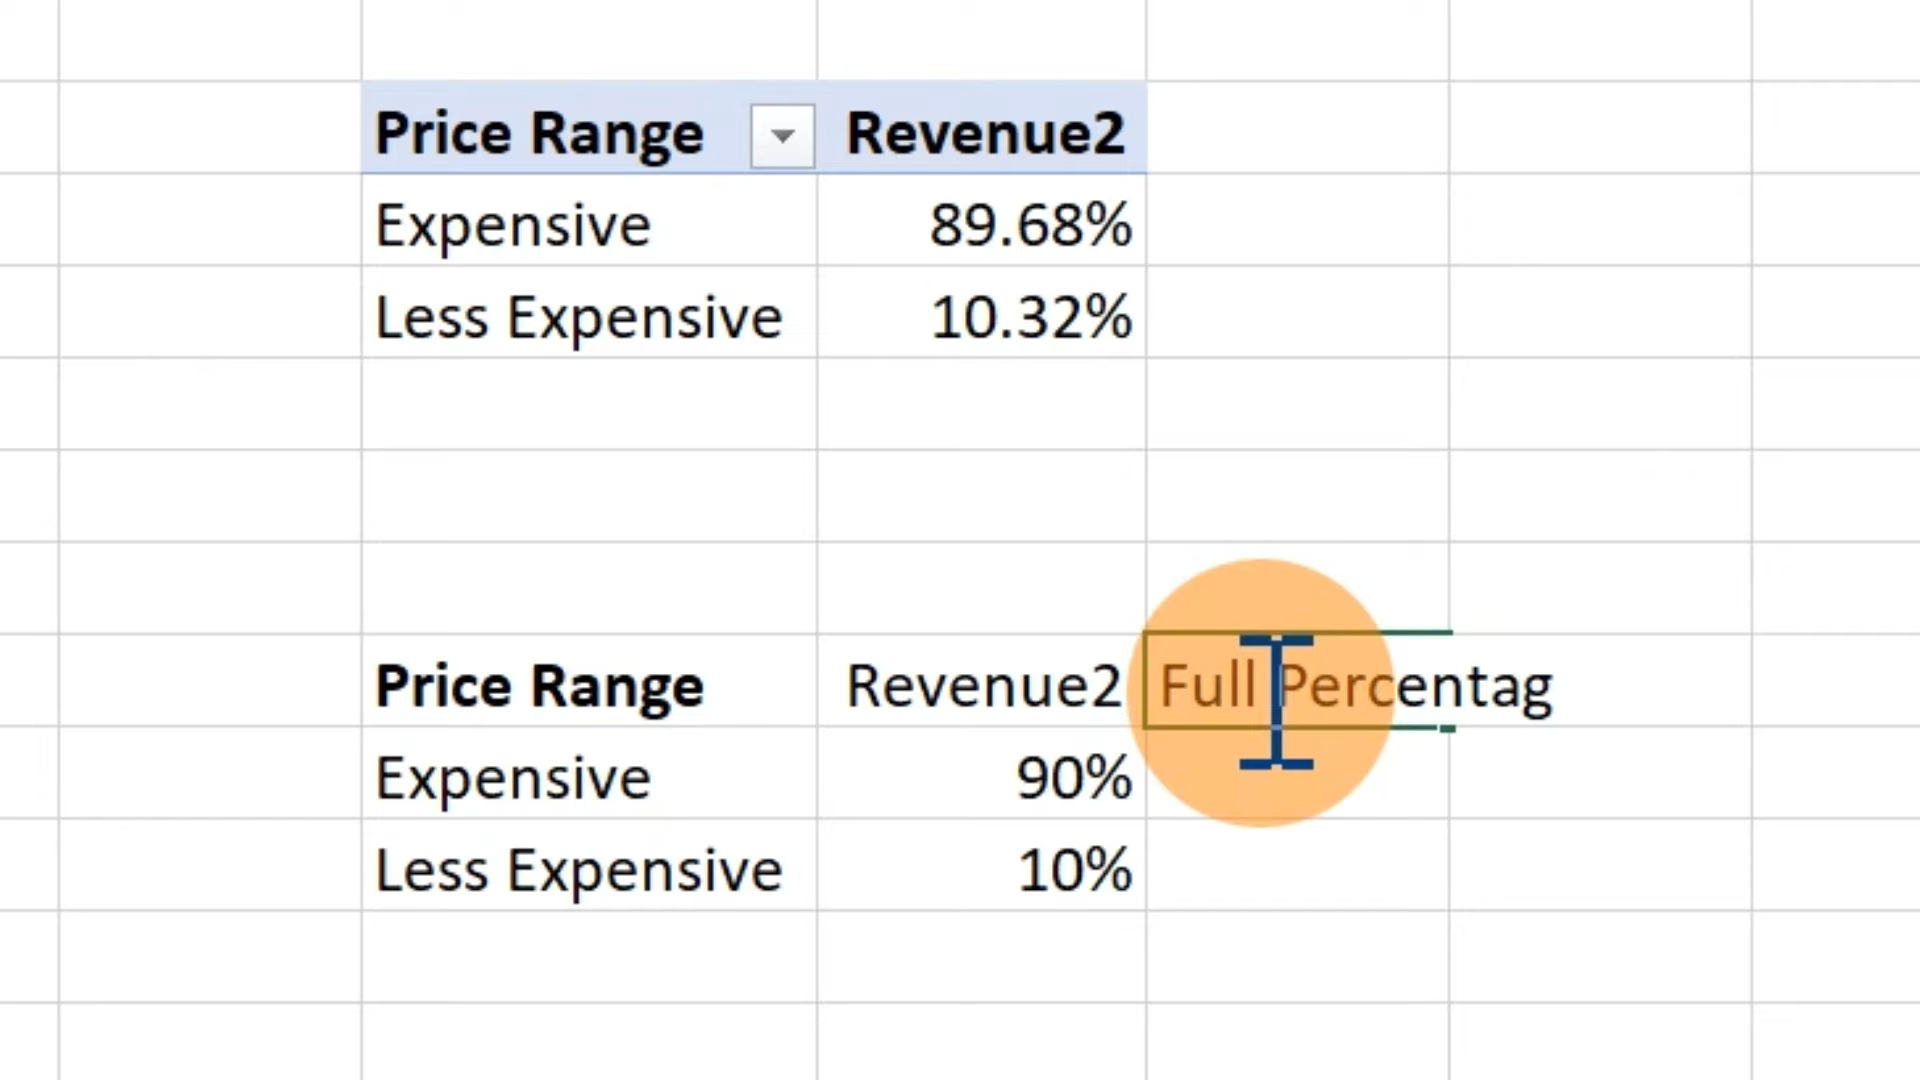 Price Range Revenue2
Expensive 89.68%
Less Expensive 10.32%
Price Range Revenue2 Full Percentag
Expensive 90%
Less Expensive 10%